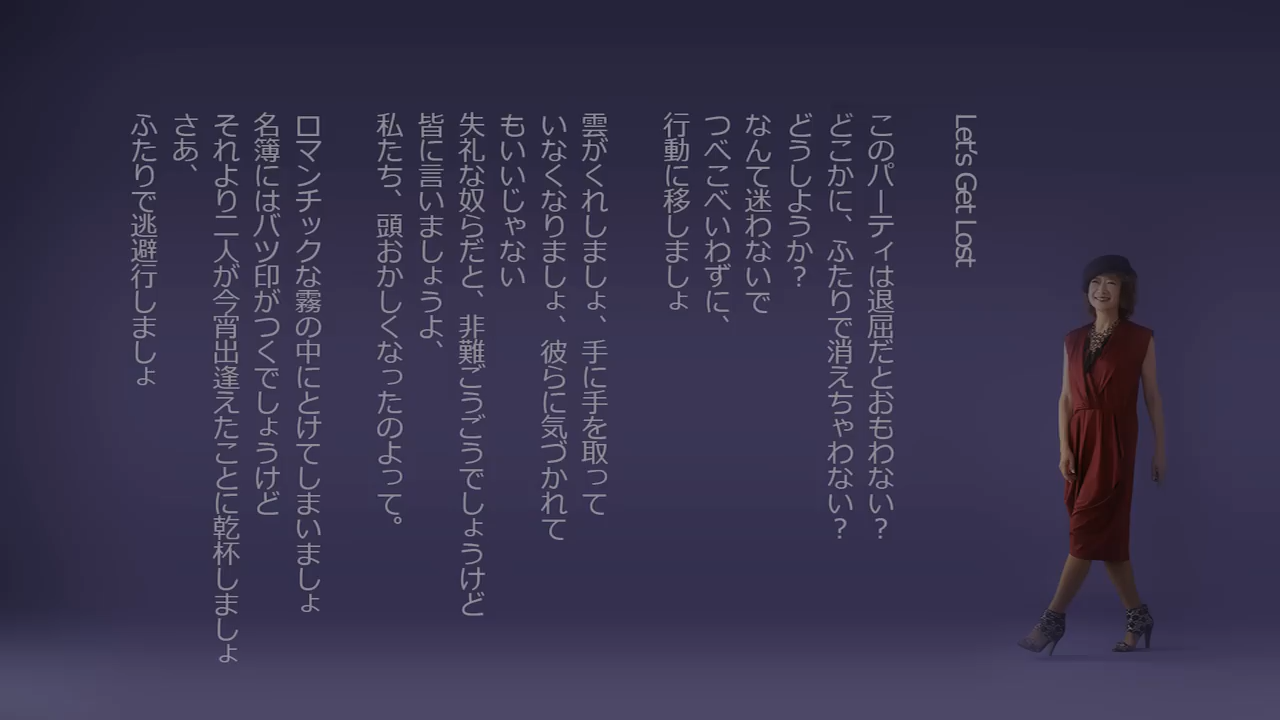 Let's Get Lost
このパーティは退屈だとおもわない？
どこかに、ふたりで消えちゃわない？
どうしようか？
なんて迷わないで
つべこべいわずに、
行動に移しましょ
雲がくれしましょ、手に手を取って
いなくなりましょ、彼らに気づかれて
もいいじゃない
失礼な奴らだと、非難ごうごうでしょうけど
皆に言いましょうよ、
私たち、頭おかしくなったのよって。
ロマンチックな霧の中にとけてしまいましょ
名簿にはバツ印がつくでしょうけど
それより二人が今宵出逢えたことに乾杯しましょ
さあ、
ふたりで逃避行しましょ